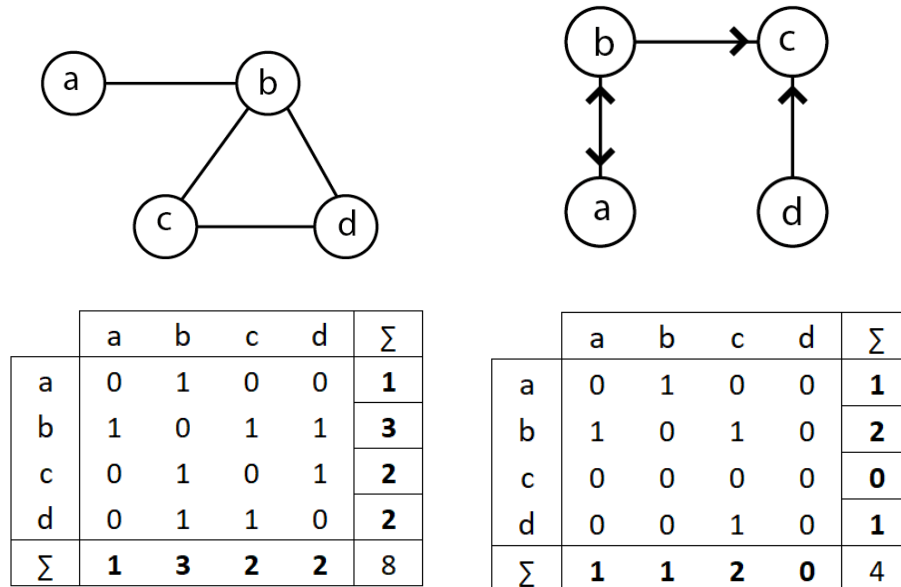 a b
c d
a b c d ∑
a 0 1 0 0 1
b 1 0 1 1 3
c 0 1 0 1 2
d 0 1 1 0 2
∑ 1 3 2 2 8
b c
a d
a b c d ∑
a 0 1 0 0 1
b 1 0 1 0 2
c 0 0 0 0 0
d 0 0 1 0 1
∑ 1 1 2 0 4